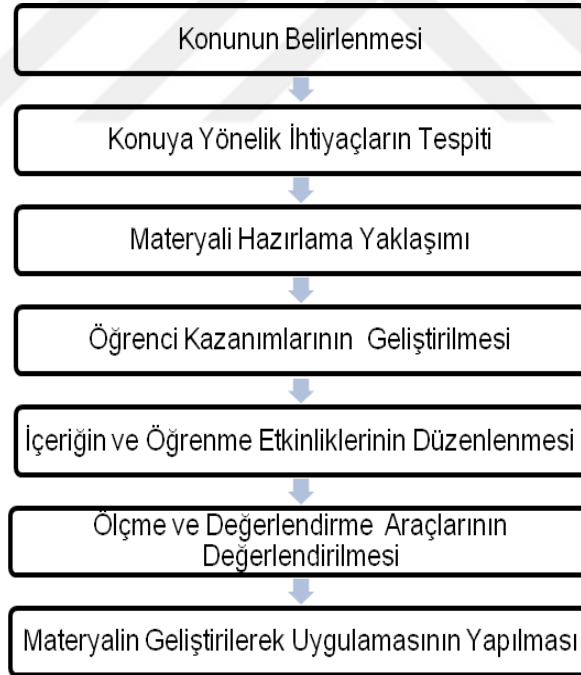 Konunun Belirlenmesi
Konuya Yönelik İhtiyaçların Tespiti
Materyali Hazırlama Yaklaşımı
Öğrenci Kazanımlarının Geliştirilmesi
İçeriğin ve Öğrenme Etkinliklerinin Düzenlenmesi
Ölçme ve Değerlendirme Araçlarının
Değerlendirilmesi
Materyalin Geliştirilerek Uygulamasının Yapılması